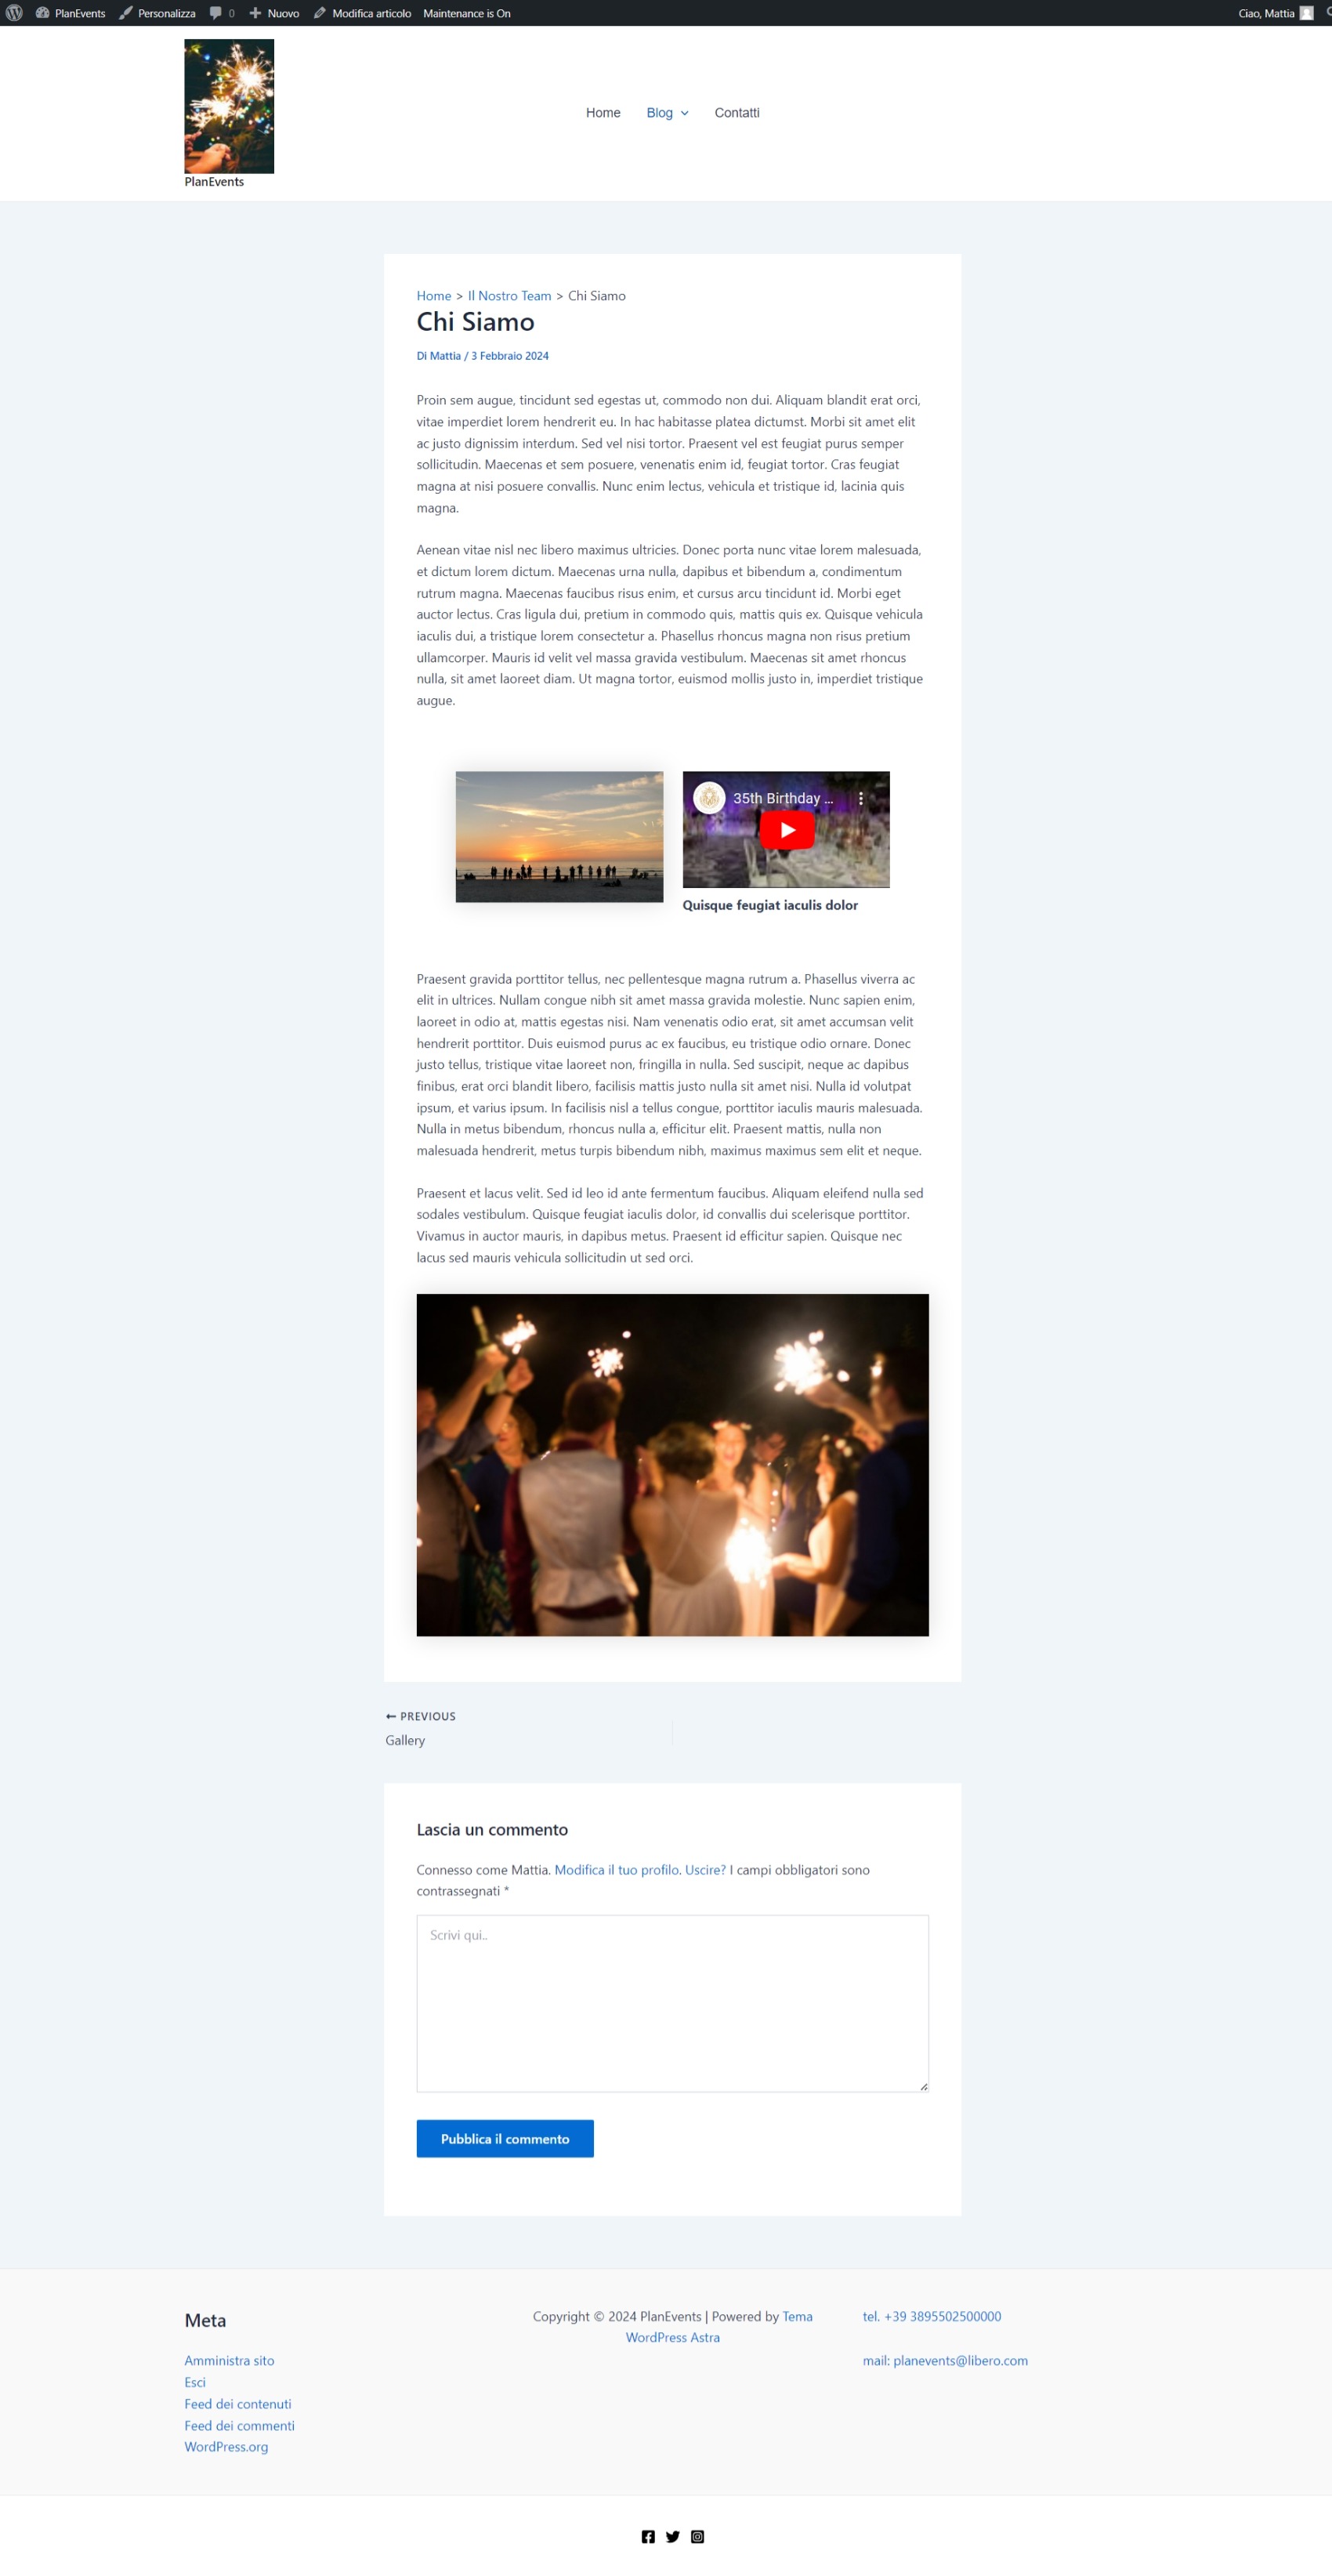 PlanEvents Personalizza 0 Nuovo Modifica articolo Maintenance is On Ciao, Mattia
PlanEvents
Home Blog Contatti
Home > Il Nostro Team > Chi Siamo
Chi Siamo
Di Mattia / 3 Febbraio 2024
Proin sem augue, tincidunt sed egestas ut, commodo non dui. Aliquam blandit erat orci,
vitae imperdiet lorem hendrerit eu. In hac habitasse platea dictumst. Morbi sit amet elit
ac justo dignissim interdum. Sed vel nisi tortor. Praesent vel est feugiat purus semper
sollicitudin. Maecenas et sem posuere, venenatis enim id, feugiat tortor. Cras feugiat
magna at nisi posuere convallis. Nunc enim lectus, vehicula et tristique id, lacinia quis
magna.
Aenean vitae nisl nec libero maximus ultricies. Donec porta nunc vitae lorem malesuada,
et dictum lorem dictum. Maecenas urna nulla, dapibus et bibendum a, condimentum
rutrum magna. Maecenas faucibus risus enim, et cursus arcu tincidunt id. Morbi eget
auctor lectus. Cras ligula dui, pretium in commodo quis, mattis quis ex. Quisque vehicula
iaculis dui, a tristique lorem consectetur a. Phasellus rhoncus magna non risus pretium
ullamcorper. Mauris id velit vel massa gravida vestibulum. Maecenas sit amet rhoncus
nulla, sit amet laoreet diam. Ut magna tortor, euismod mollis justo in, imperdiet tristique
augue.
35th Birthday ...
Quisque feugiat iaculis dolor
Praesent gravida porttitor tellus, nec pellentesque magna rutrum a. Phasellus viverra ac
elit in ultrices. Nullam congue nibh sit amet massa gravida molestie. Nunc sapien enim,
laoreet in odio at, mattis egestas nisi. Nam venenatis odio erat, sit amet accumsan velit
hendrerit porttitor. Duis euismod purus ac ex faucibus, eu tristique odio ornare. Donec
justo tellus, tristique vitae laoreet non, fringilla in nulla. Sed suscipit, neque ac dapibus
finibus, erat orci blandit libero, facilisis mattis justo nulla sit amet nisi. Nulla id volutpat
ipsum, et varius ipsum. In facilisis nisl a tellus congue, porttitor iaculis mauris malesuada.
Nulla in metus bibendum, rhoncus nulla a, efficitur elit. Praesent mattis, nulla non
malesuada hendrerit, metus turpis bibendum nibh, maximus maximus sem elit et neque.
Praesent et lacus velit. Sed id leo id ante fermentum faucibus. Aliquam eleifend nulla sed
sodales vestibulum. Quisque feugiat iaculis dolor, id convallis dui scelerisque porttitor.
Vivamus in auctor mauris, in dapibus metus. Praesent id efficitur sapien. Quisque nec
lacus sed mauris vehicula sollicitudin ut sed orci.
← PREVIOUS
Gallery
Lascia un commento
Connesso come Mattia. Modifica il tuo profilo. Uscire? I campi obbligatori sono
contrassegnati *
Scrivi qui..
Pubblica il commento
Meta
Amministra sito
Esci
Feed dei contenuti
Feed dei commenti
WordPress.org
Copyright © 2024 PlanEvents | Powered by Tema
WordPress Astra
tel. +39 3895502500000
mail: planevents@libero.com